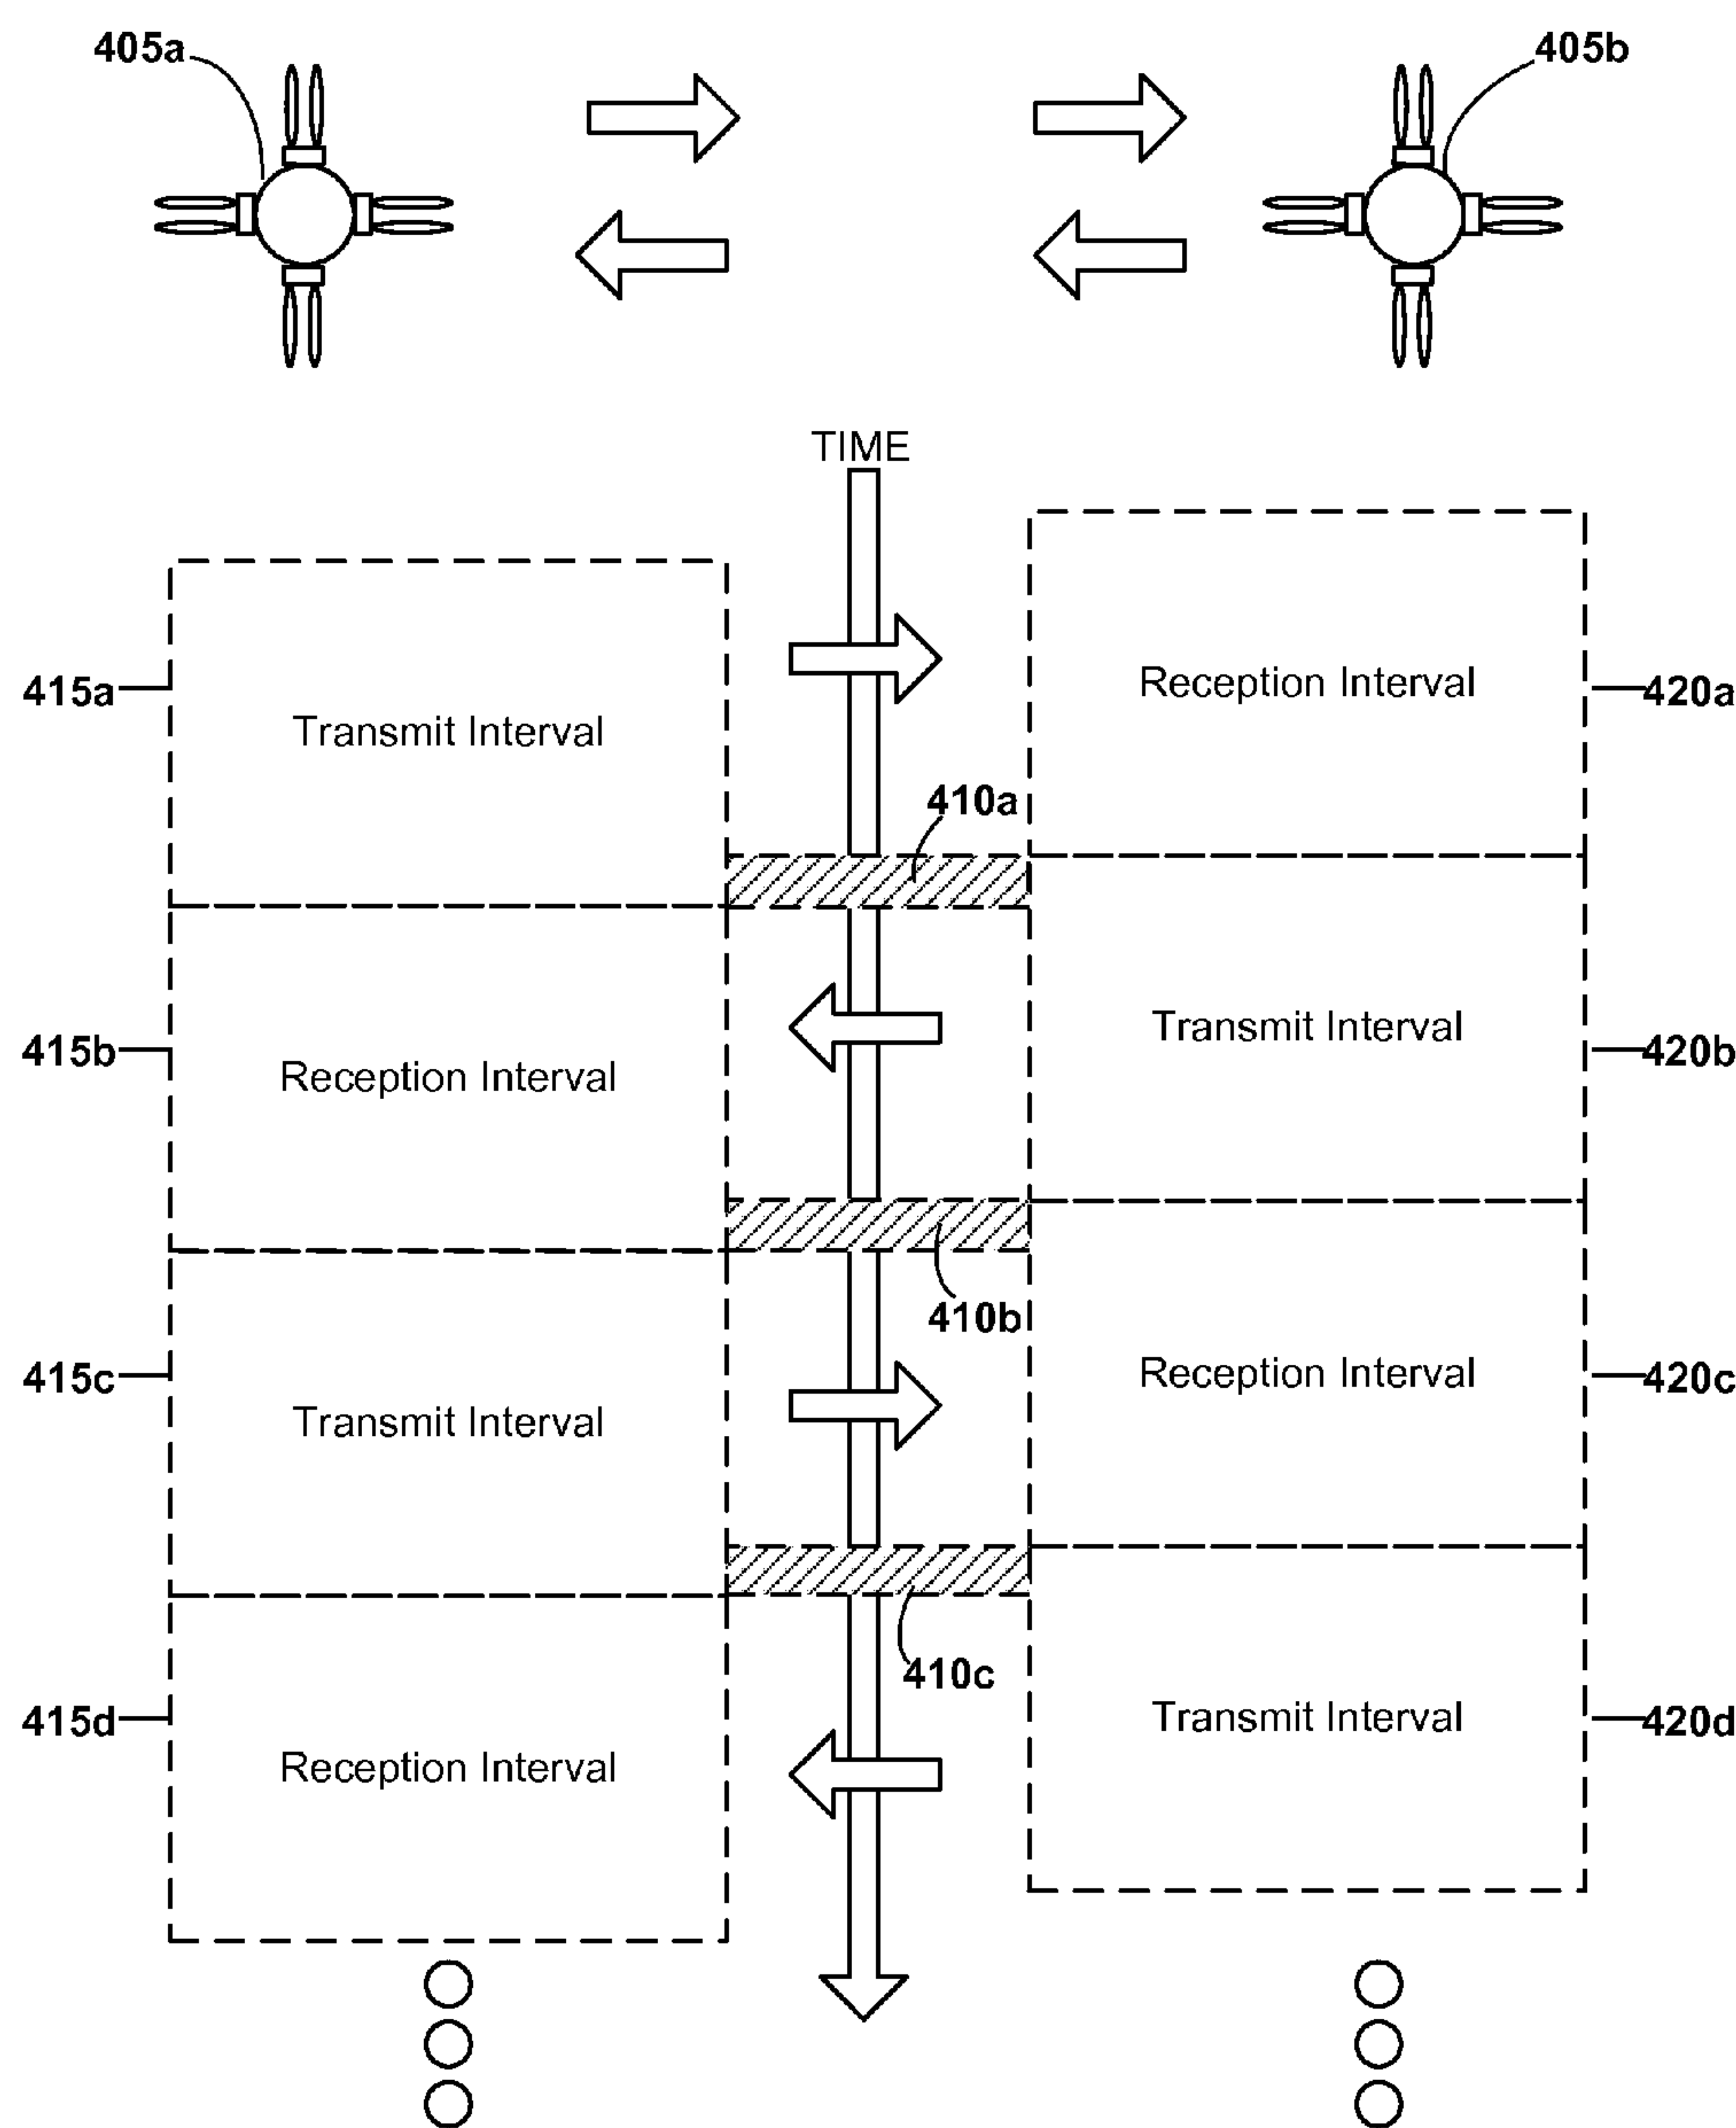 405a
405b
TIME
415a
Transmit Interval
Reception Interval
420a
410a
415b
Reception Interval
Transmit Interval
420b
410b
415c
Transmit Interval
Reception Interval
420c
410c
415d
Reception Interval
Transmit Interval
420d